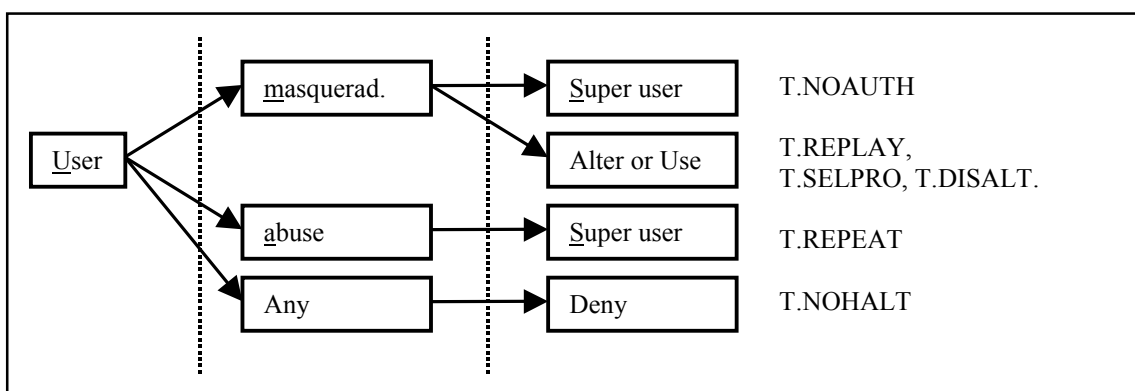 masquerad.
Super user
T.NOAUTH
User
Alter or Use
T.REPLAY,
T.SELPRO, T.DISALT.
abuse
Super user
T.REPEAT
Any
Deny
T.NOHALT